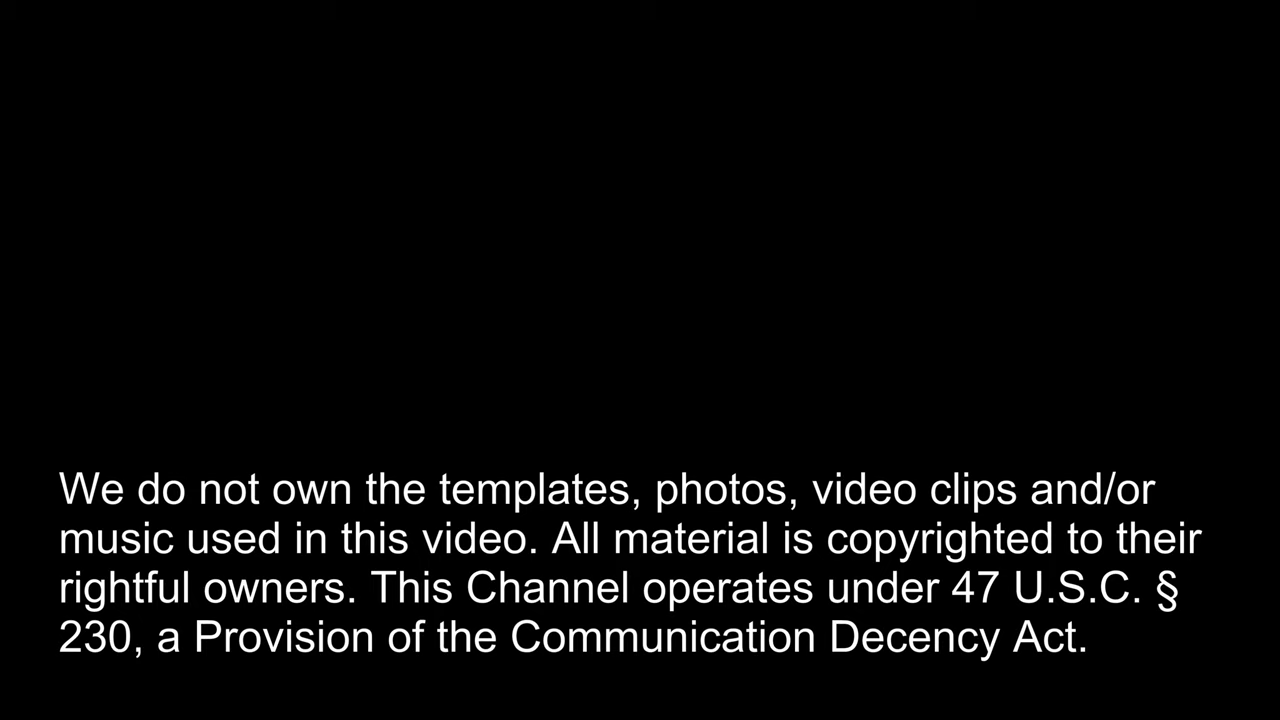 We do not own the templates, photos, video clips and/or
music used in this video. All material is copyrighted to their
rightful owners. This Channel operates under 47 U.S.C. §
230, a Provision of the Communication Decency Act.